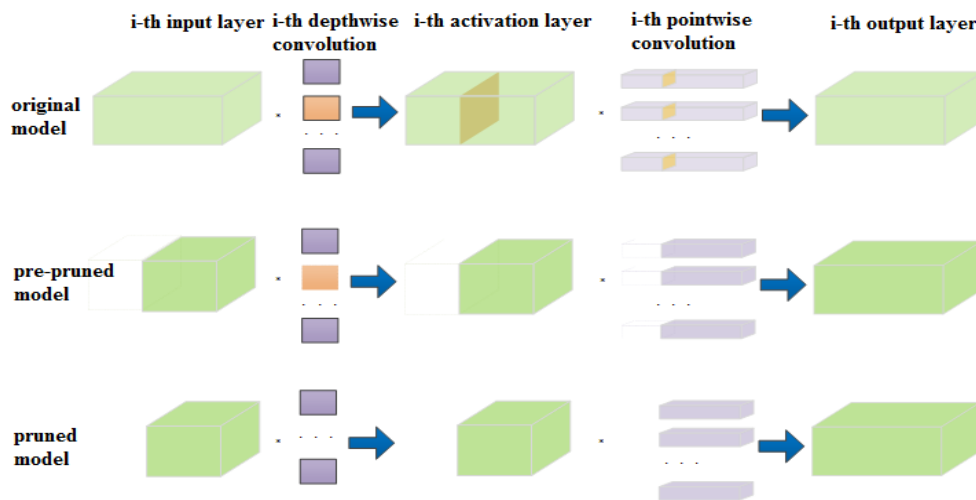 i-th input layer
i-th depthwise
convolution
i-th activation layer
i-th pointwise
convolution
i-th output layer
original
model
*
. . .
*
. . .
pre-pruned
model
*
. . .
*
. . .
pruned
model
*
. . .
*
. . .